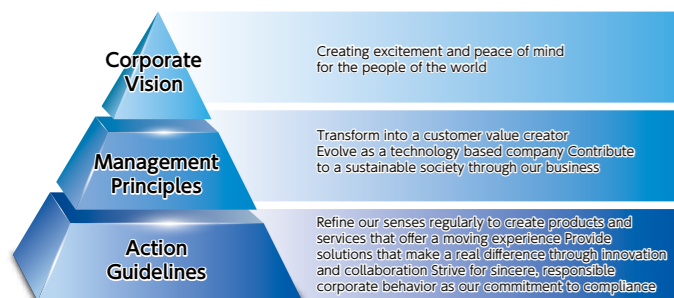 Corporate
Vision
Creating excitement and peace of mind
for the people of the world
Management
Principles
Transform into a customer value creator
Evolve as a technology based company Contribute
to a sustainable society through our business
Action
Guidelines
Refine our senses regularly to create products and
services that offer a moving experience Provide
solutions that make a real difference through innovation
and collaboration Strive for sincere, responsible
corporate behavior as our commitment to compliance